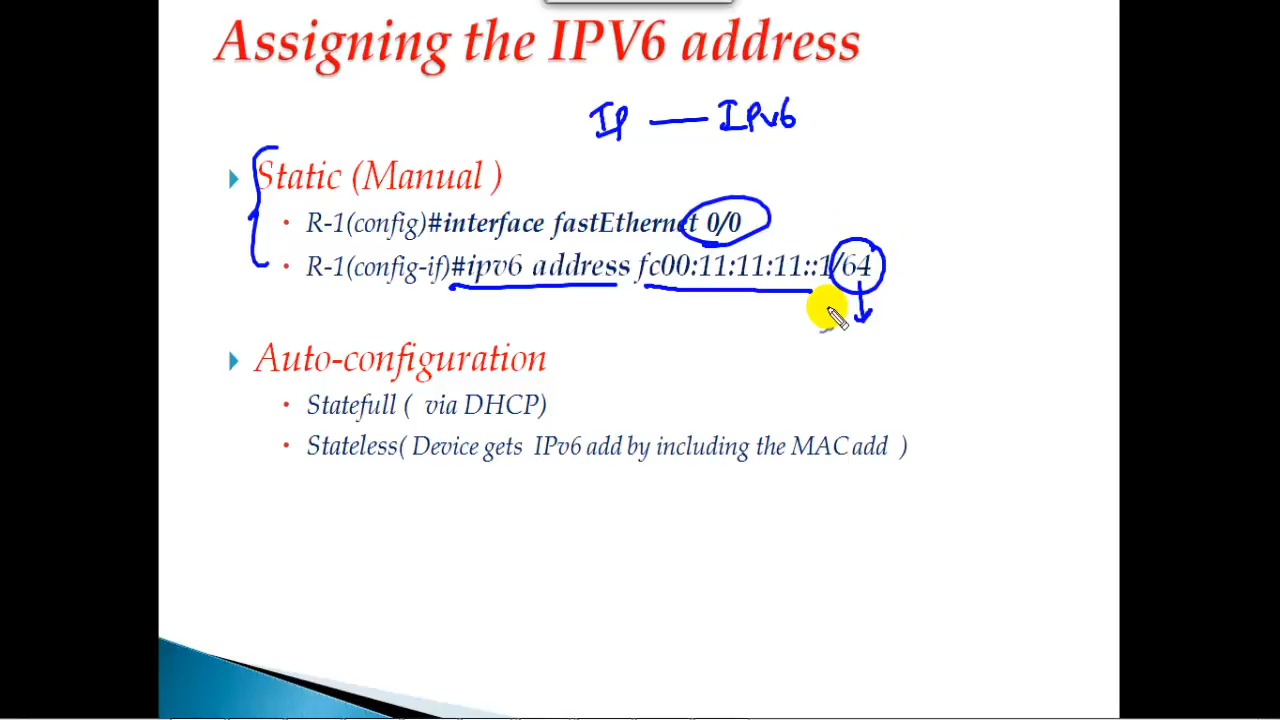 Assigning the IPV6 address
IP — IPv6
Static (Manual )
R-1(config)#interface fastEthernet 0/0
R-1(config-if)#ipv6 address fc00:11:11:11::1/64
Auto-configuration
Statefull ( via DHCP)
Stateless( Device gets IPv6 add by including the MAC add )